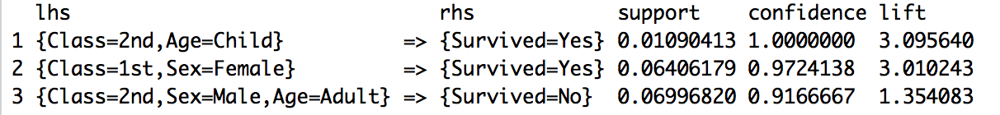 lhs rhs support confidence lift
1 {Class=2nd,Age=Child} => {Survived=Yes} 0.01090413 1.0000000 3.095640
2 {Class=1st,Sex=Female} => {Survived=Yes} 0.06406179 0.9724138 3.010243
3 {Class=2nd,Sex=Male,Age=Adult} => {Survived=No} 0.06996820 0.9166667 1.354083